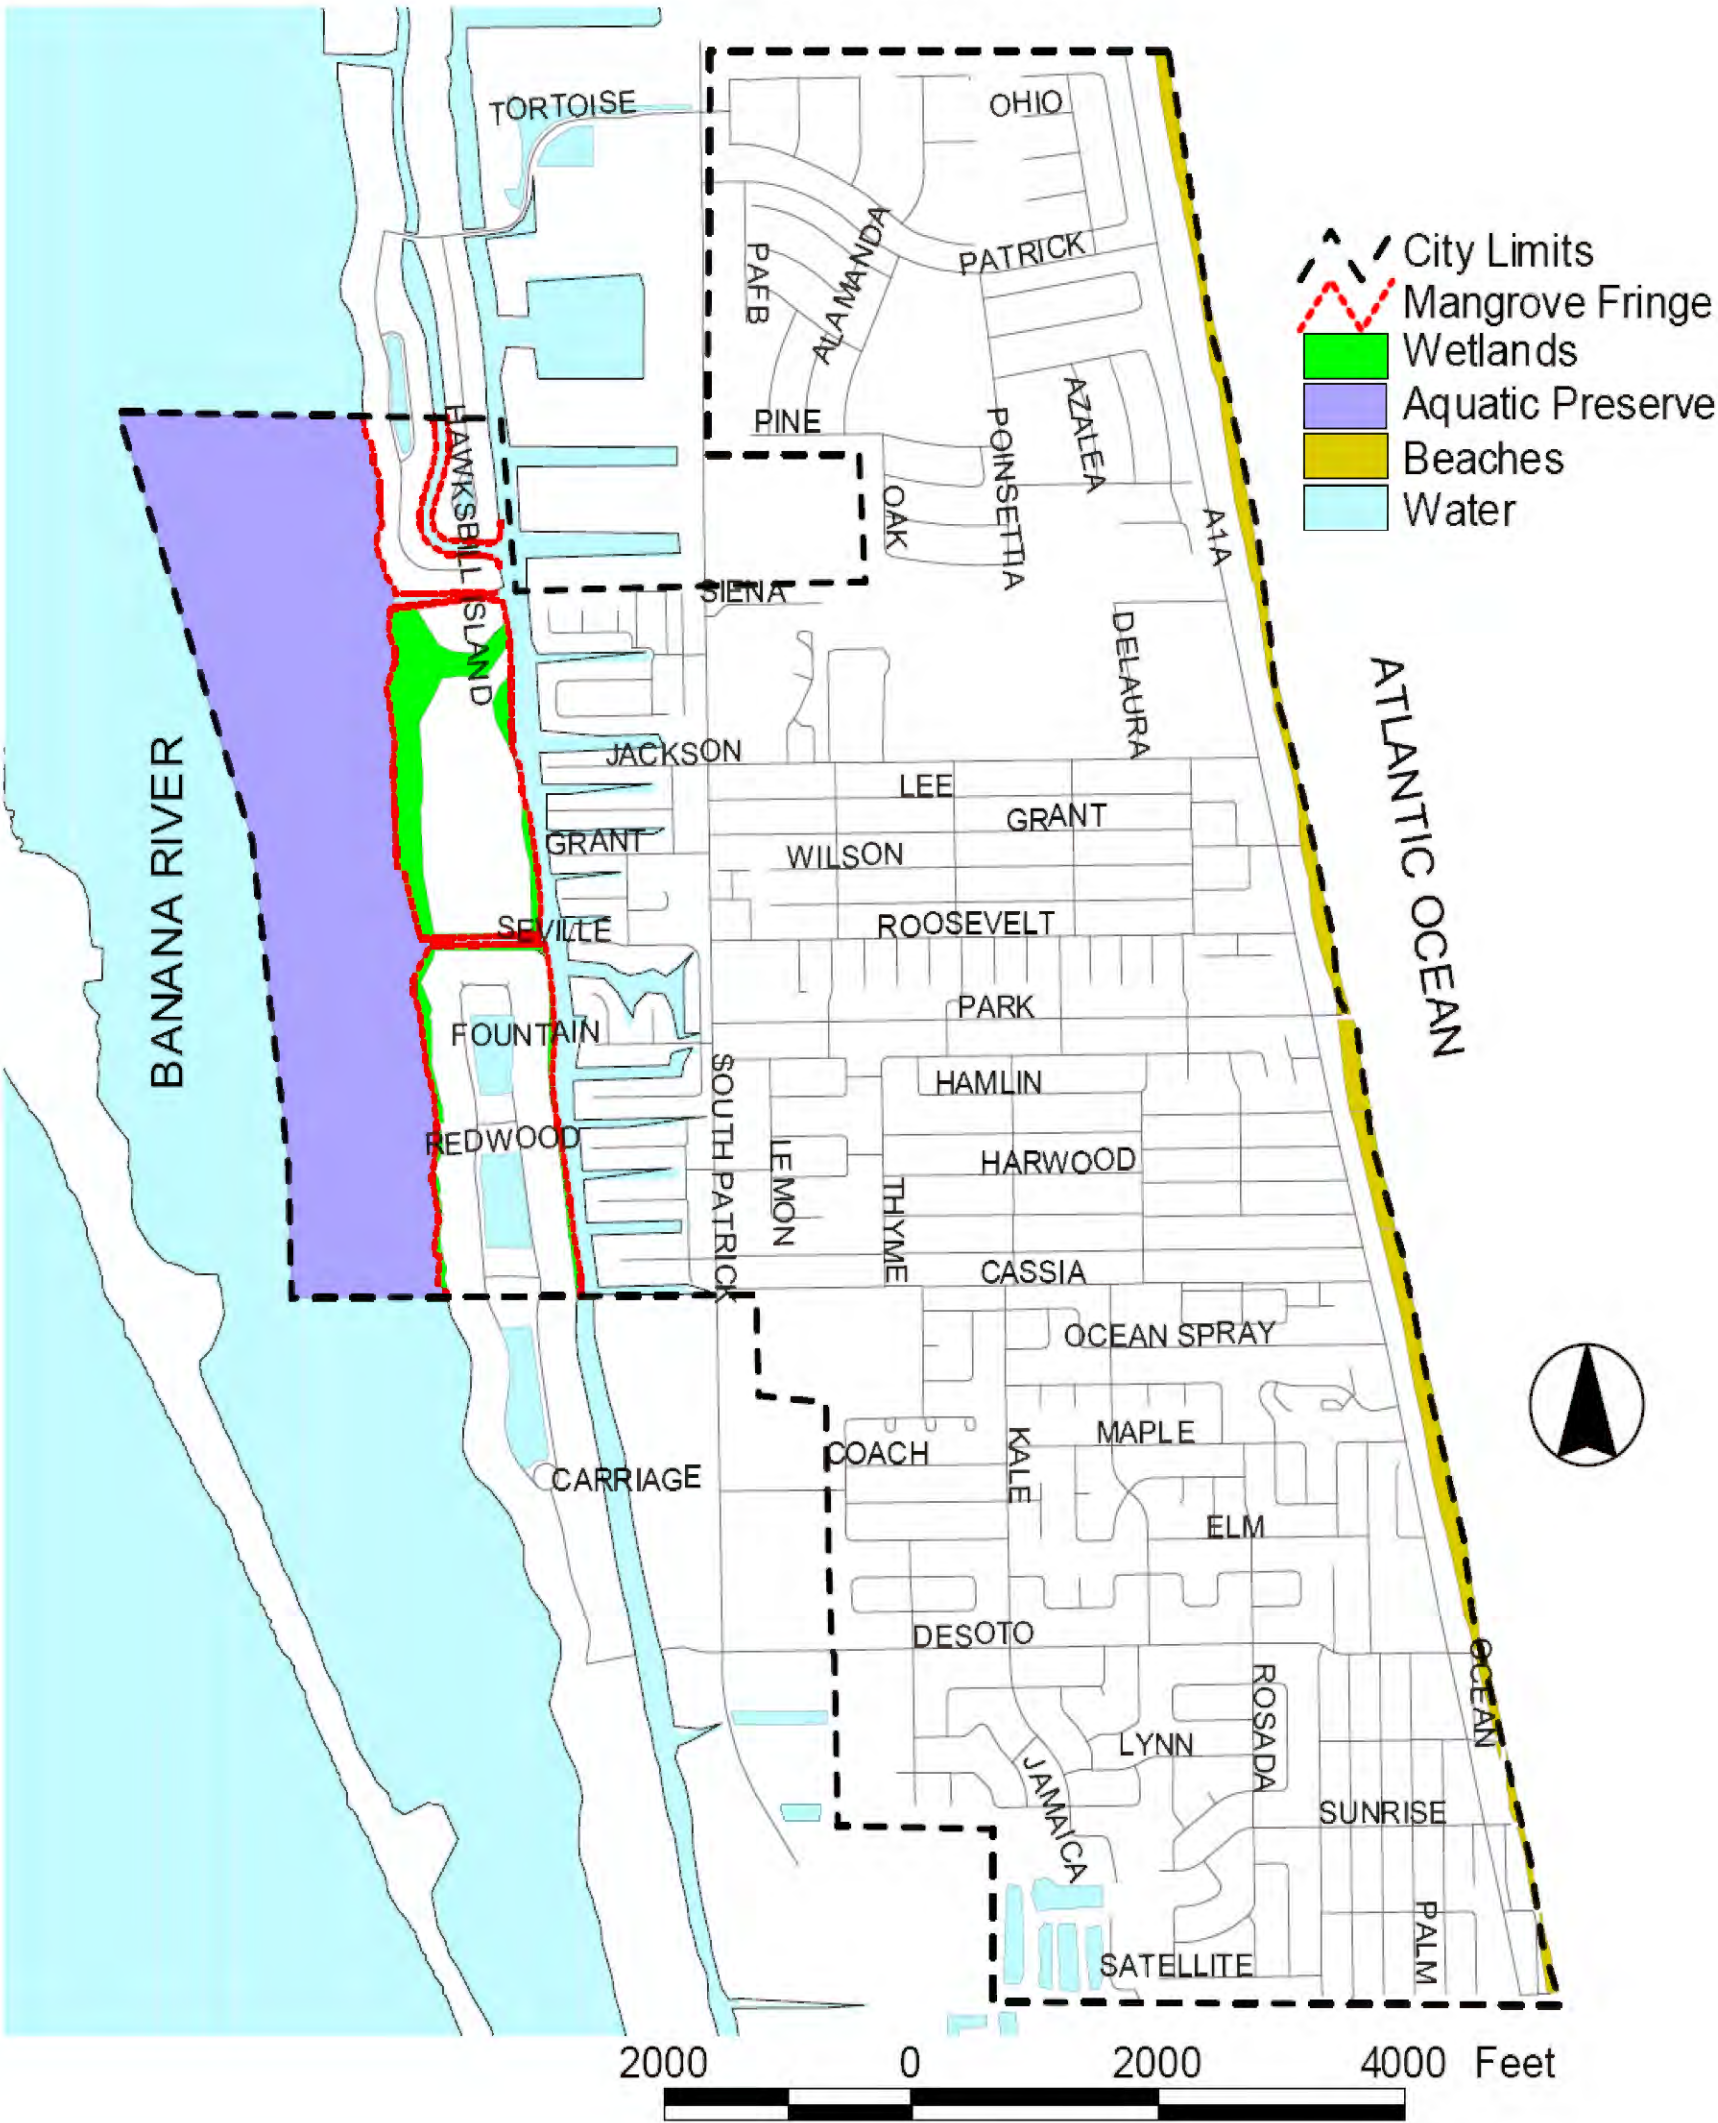 TORTOISE
OHIO
City Limits
Mangrove Fringe
Wetlands
Aquatic Preserve
Beaches
Water
PATRICK
PAFB
ALAMANDA
PINE
AZALEA
POINSETTIA
OAK
A1A
HAWKSBILL ISLAND
SIENA
DELAURA
ATLANTIC OCEAN
BANANA RIVER
JACKSON
LEE
GRANT
GRANT
WILSON
SEVILLE
ROOSEVELT
FOUNTAIN
PARK
HAMLIN
SOUTH PATRICK
REDWOOD
LEMON
HARWOOD
THYME
CASSIA
OCEAN SPRAY
COACH
KALE
MAPLE
CARRIAGE
ELM
DESOTO
OCEAN
ROSADA
LYNN
JAMAICA
SUNRISE
PALM
SATELLITE
2000 0 2000 4000 Feet